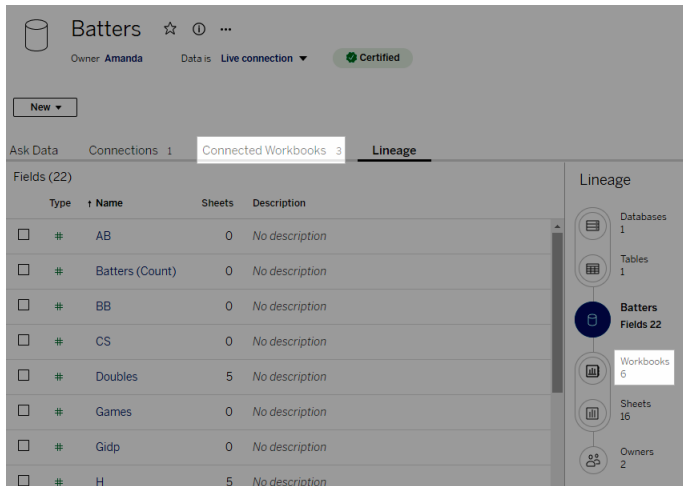 Batters
Owner Amanda Data is Live connection Certified
New
Ask Data Connections 1 Connected Workbooks 3 Lineage
Fields (22)
Type ↑ Name Sheets Description
# AB 0 No description
# Batters (Count) 0 No description
# BB 0 No description
# CS 0 No description
# Doubles 5 No description
# Games 0 No description
# Gidp 0 No description
# H 5 No description
Lineage
Databases
1
Tables
1
Batters
Fields 22
Workbooks
6
Sheets
16
Owners
2